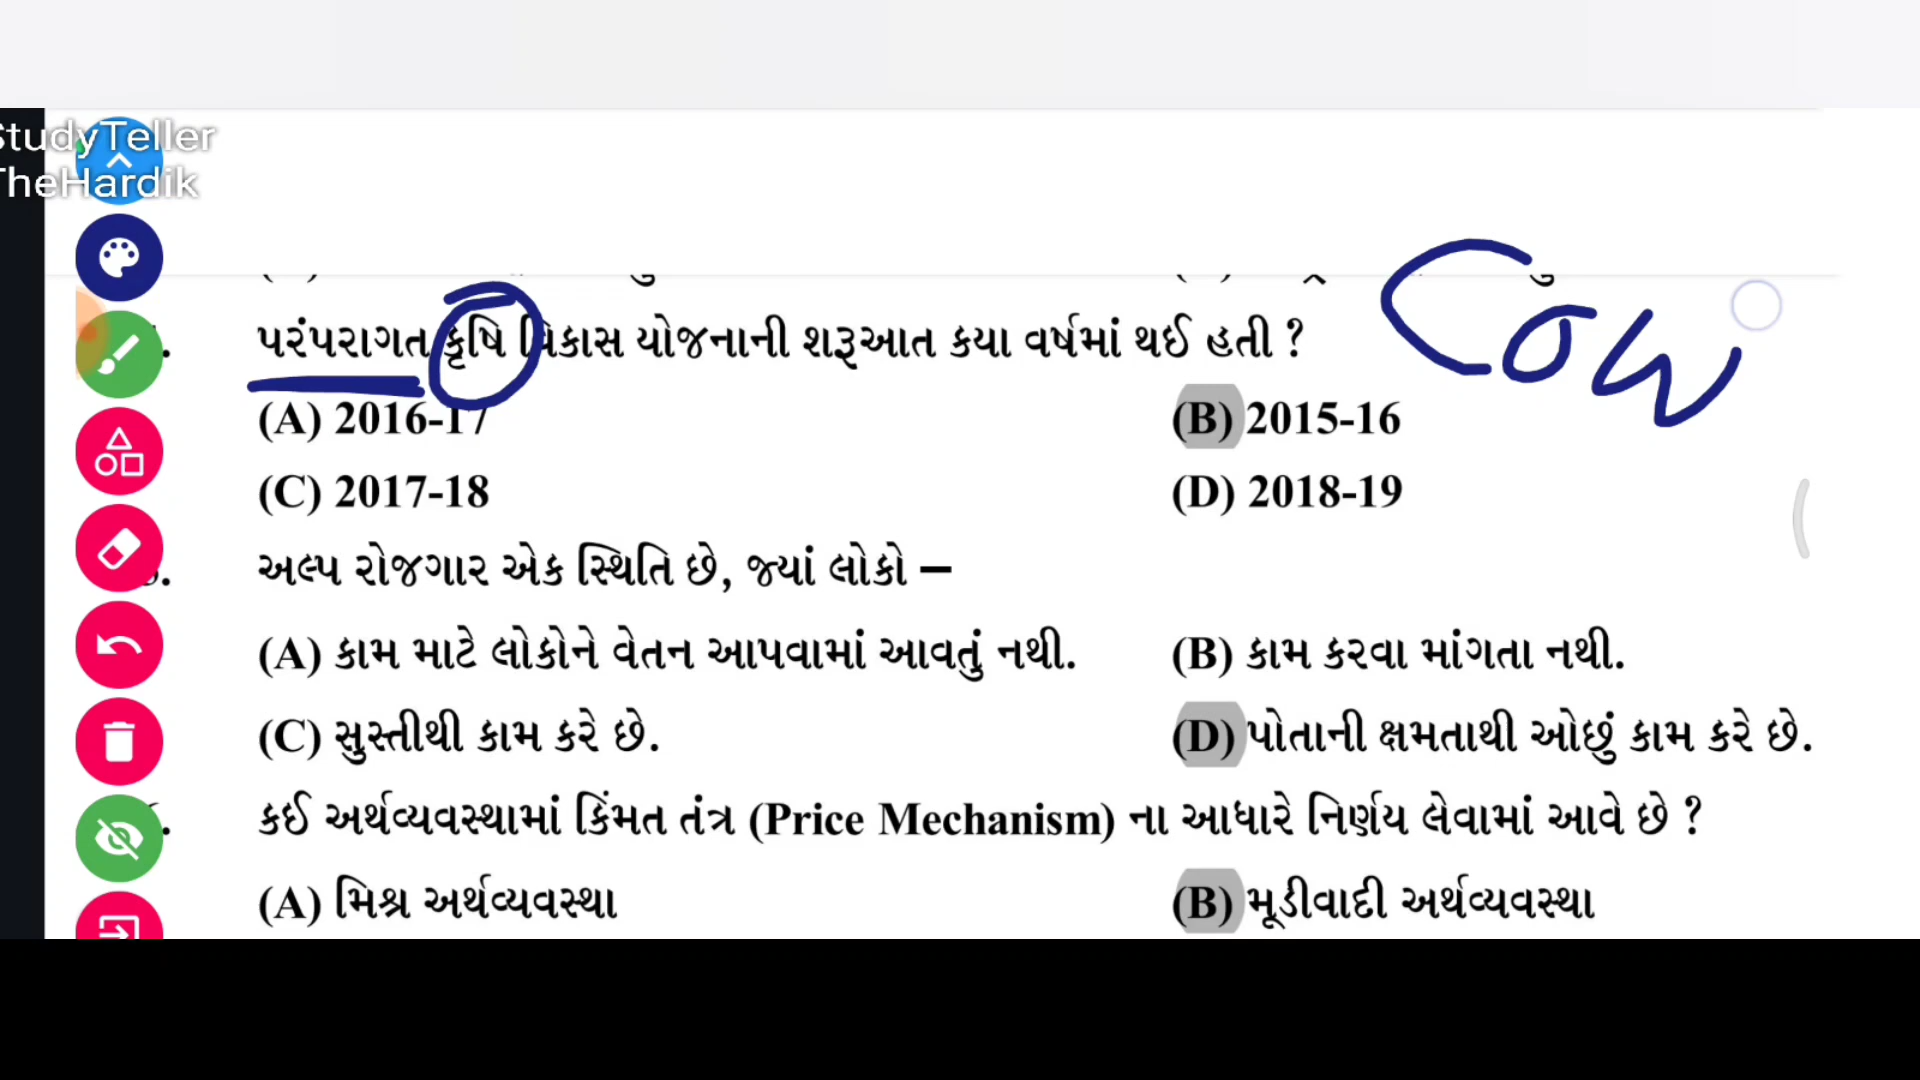 StudyTeller
TheHardik
પરંપરાગત કૃષિ વિકાસ યોજનાની શરૂઆત કયા વર્ષમાં થઈ હતી ?
cow
(A) 2016-17 (B) 2015-16
(C) 2017-18 (D) 2018-19
અલ્પ રોજગાર એક સ્થિતિ છે, જ્યાં લોકો –
(A) કામ માટે લોકોને વેતન આપવામાં આવતું નથી. (B) કામ કરવા માંગતા નથી.
(C) સુસ્તીથી કામ કરે છે. (D) પોતાની ક્ષમતાથી ઓછું કામ કરે છે.
કઈ અર્થવ્યવસ્થામાં કિંમત તંત્ર (Price Mechanism) ના આધારે નિર્ણય લેવામાં આવે છે ?
(A) મિશ્ર અર્થવ્યવસ્થા (B) મૂડીવાદી અર્થવ્યવસ્થા